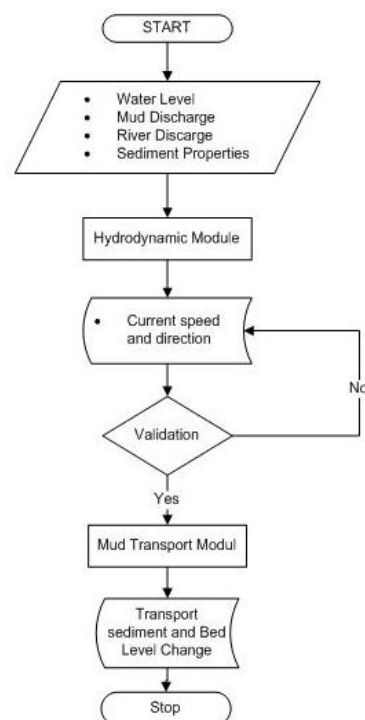 START
• Water Level
• Mud Discharge
• River Discarge
• Sediment Properties
Hydrodynamic Module
• Current speed
and direction
No
Validation
Yes
Mud Transport Modul
Transport
sediment and Bed
Level Change
Stop